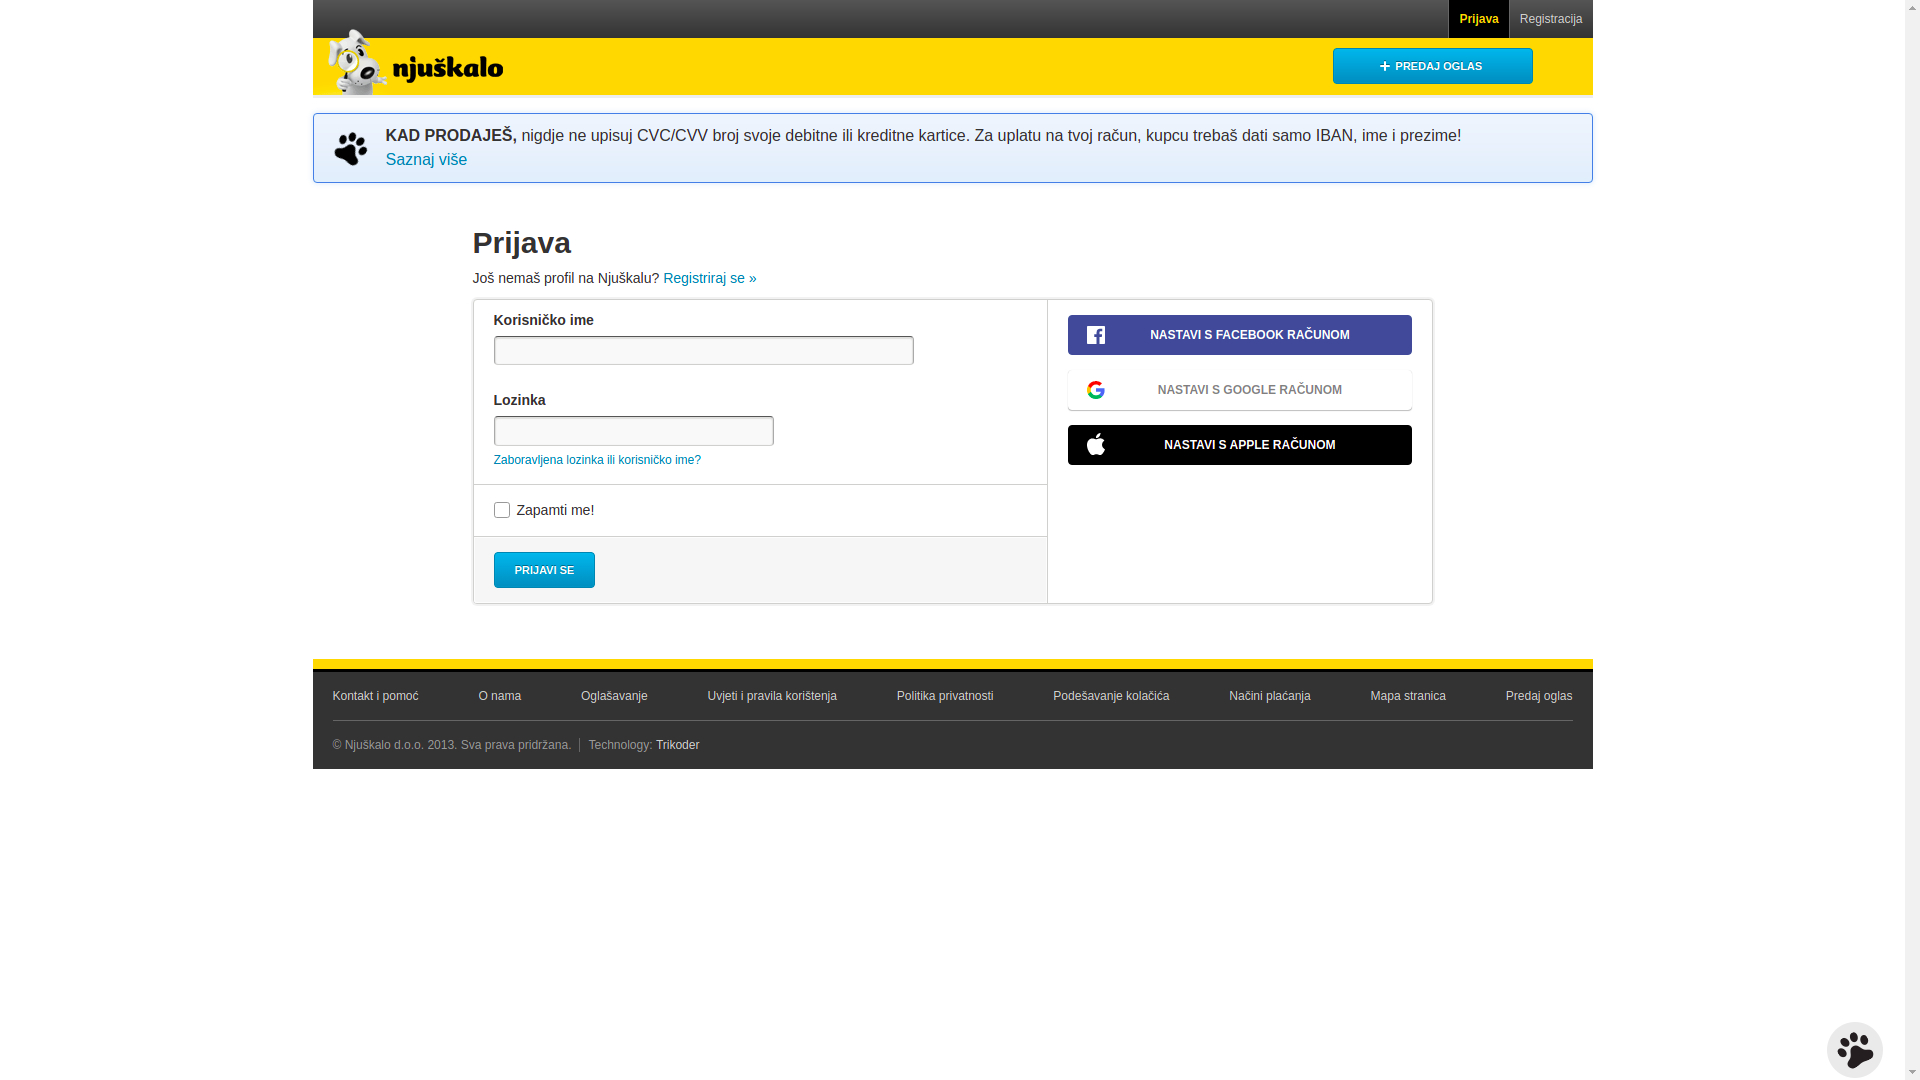 Prijava
Registracija
njuškalo
PREDAJ OGLAS
KAD PRODAJEŠ, nigdje ne upisuj CVC/CVV broj svoje debitne ili kreditne kartice. Za uplatu na tvoj račun, kupcu trebaš dati samo IBAN, ime i prezime!
Saznaj više
Prijava
Još nemaš profil na Njuškalu? Registriraj se »
Korisničko ime
Lozinka
Zaboravljena lozinka ili korisničko ime?
Zapamti me!
PRIJAVI SE
NASTAVI S FACEBOOK RAČUNOM
NASTAVI S GOOGLE RAČUNOM
NASTAVI S APPLE RAČUNOM
Kontakt i pomoć
O nama
Oglašavanje
Uvjeti i pravila korištenja
Politika privatnosti
Podešavanje kolačića
Načini plaćanja
Mapa stranica
Predaj oglas
© Njuškalo d.o.o. 2013. Sva prava pridržana.
Technology: Trikoder